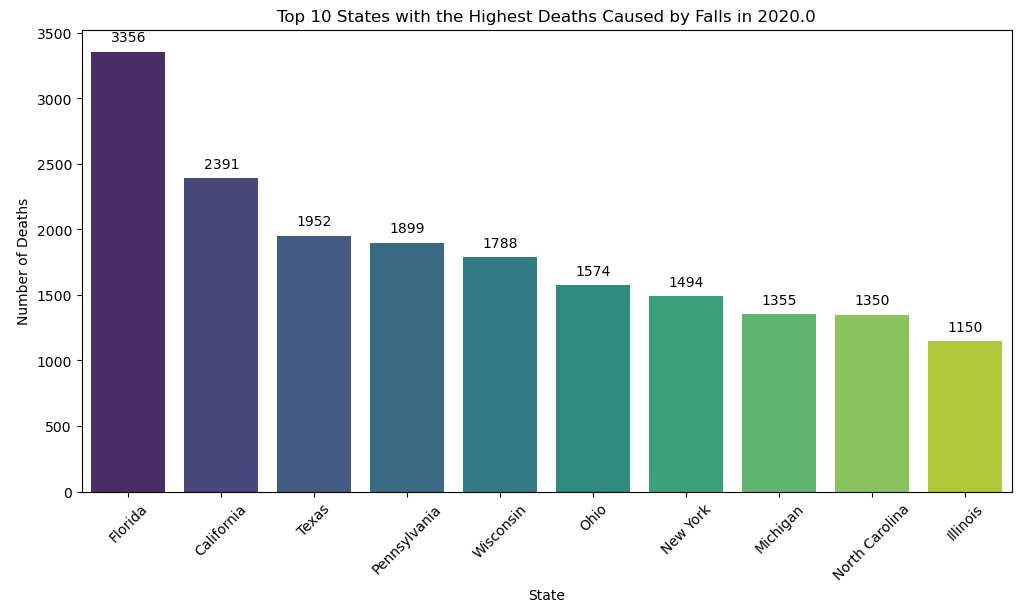 Top 10 States with the Highest Deaths Caused by Falls in 2020.0
Number of Deaths
3500
3000
2500
2000
1500
1000
500
0
3356
2391
1952
1899
1788
1574
1494
1355
1350
1150
Florida
California
Texas
Pennsylvania
Wisconsin
Ohio
New York
Michigan
North Carolina
Illinois
State